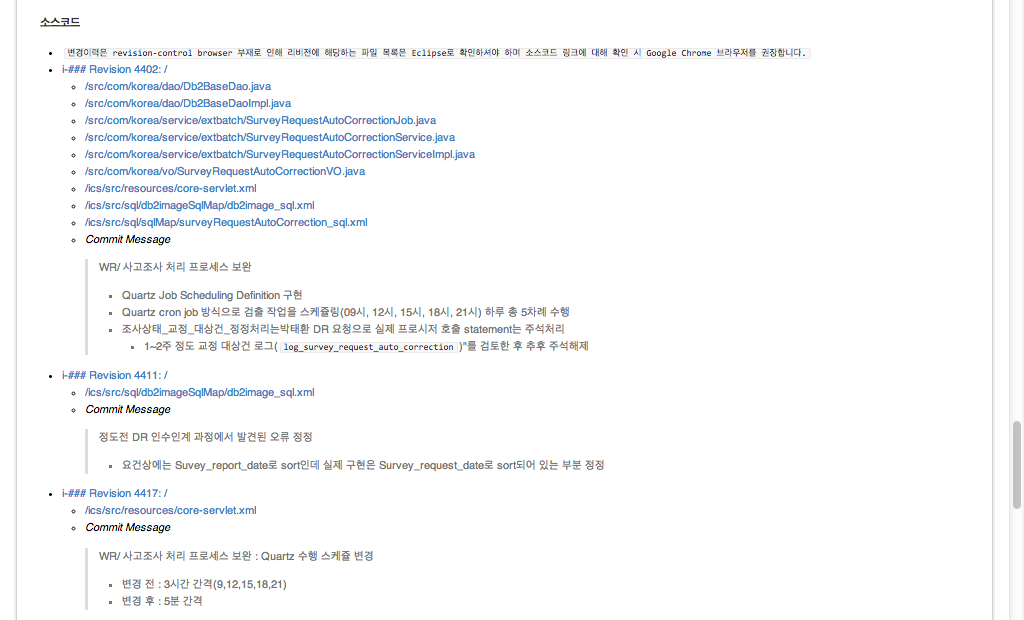 소스코드
변경이력은 revision-control browser 부재로 인해 리비전에 해당하는 파일 목록은 Eclipse로 확인하셔야 하며 소스코드 링크에 대해 확인 시 Google Chrome 브라우저를 권장합니다.
i-### Revision 4402: /
/src/com/korea/dao/Db2BaseDao.java
/src/com/korea/dao/Db2BaseDaoImpl.java
/src/com/korea/service/extbatch/SurveyRequestAutoCorrectionJob.java
/src/com/korea/service/extbatch/SurveyRequestAutoCorrectionService.java
/src/com/korea/service/extbatch/SurveyRequestAutoCorrectionServiceImpl.java
/src/com/korea/vo/SurveyRequestAutoCorrectionVO.java
/ics/src/resources/core-servlet.xml
/ics/src/sql/db2imageSqlMap/db2image_sql.xml
/ics/src/sql/sqlMap/surveyRequestAutoCorrection_sql.xml
Commit Message
WR/ 사고조사 처리 프로세스 보완
Quartz Job Scheduling Definition 구현
Quartz cron job 방식으로 검출 작업을 스케쥴링(09시, 12시, 15시, 18시, 21시) 하루 총 5차례 수행
조사상태_교정_대상건_정정처리는박태환 DR 요청으로 실제 프로시저 호출 statement는 주석처리
1~2주 정도 교정 대상건 로그( log_survey_request_auto_correction )"를 검토한 후 추후 주석해제
i-### Revision 4411: /
/ics/src/sql/db2imageSqlMap/db2image_sql.xml
Commit Message
정도전 DR 인수인계 과정에서 발견된 오류 정정
요건상에는 Suvey_report_date로 sort인데 실제 구현은 Survey_request_date로 sort되어 있는 부분 정정
i-### Revision 4417: /
/ics/src/resources/core-servlet.xml
Commit Message
WR/ 사고조사 처리 프로세스 보완 : Quartz 수행 스케쥴 변경
변경 전 : 3시간 간격(9,12,15,18,21)
변경 후 : 5분 간격